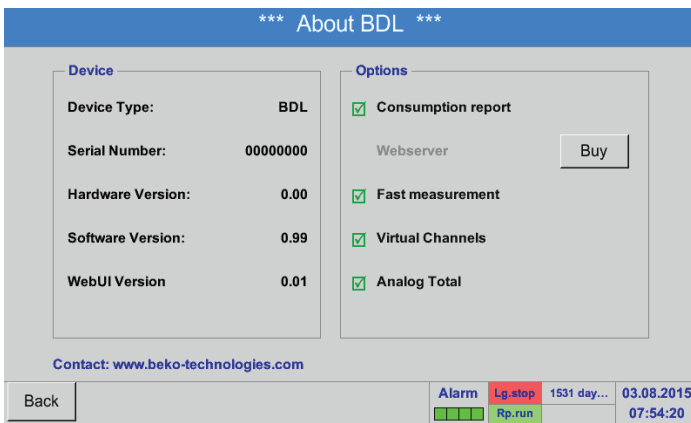 *** About BDL ***
Device
Device Type: BDL
Serial Number: 00000000
Hardware Version: 0.00
Software Version: 0.99
WebUI Version 0.01
Options
Consumption report
Webserver Buy
Fast measurement
Virtual Channels
Analog Total
Contact: www.beko-technologies.com
Back
Alarm Lg.stop 1531 day... 03.08.2015
Rp.run 07:54:20